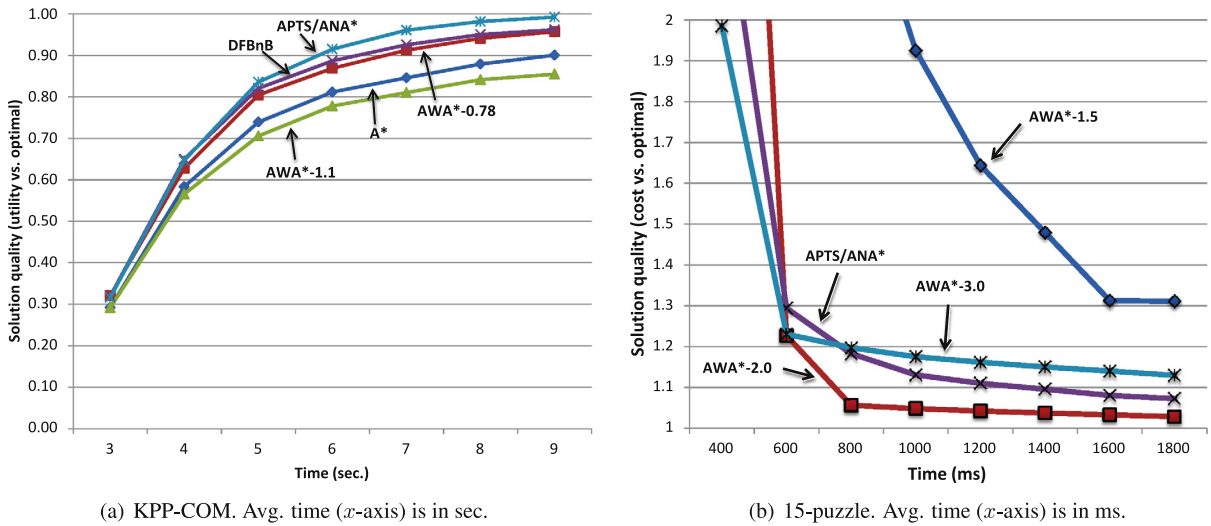 Solution quality (utility vs. optimal)
1.00
0.90
0.80
0.70
0.60
0.50
0.40
0.30
0.20
0.10
0.00
APTS/ANA*
DFBnB
AWA*-0.78
A*
AWA*-1.1
3 4 5 6 7 8 9
Time (sec.)
(a) KPP-COM. Avg. time (x-axis) is in sec.
Solution quality (cost vs. optimal)
2
1.9
1.8
1.7
1.6
1.5
1.4
1.3
1.2
1.1
1
AWA*-1.5
APTS/ANA*
AWA*-3.0
AWA*-2.0
400 600 800 1000 1200 1400 1600 1800
Time (ms)
(b) 15-puzzle. Avg. time (x-axis) is in ms.